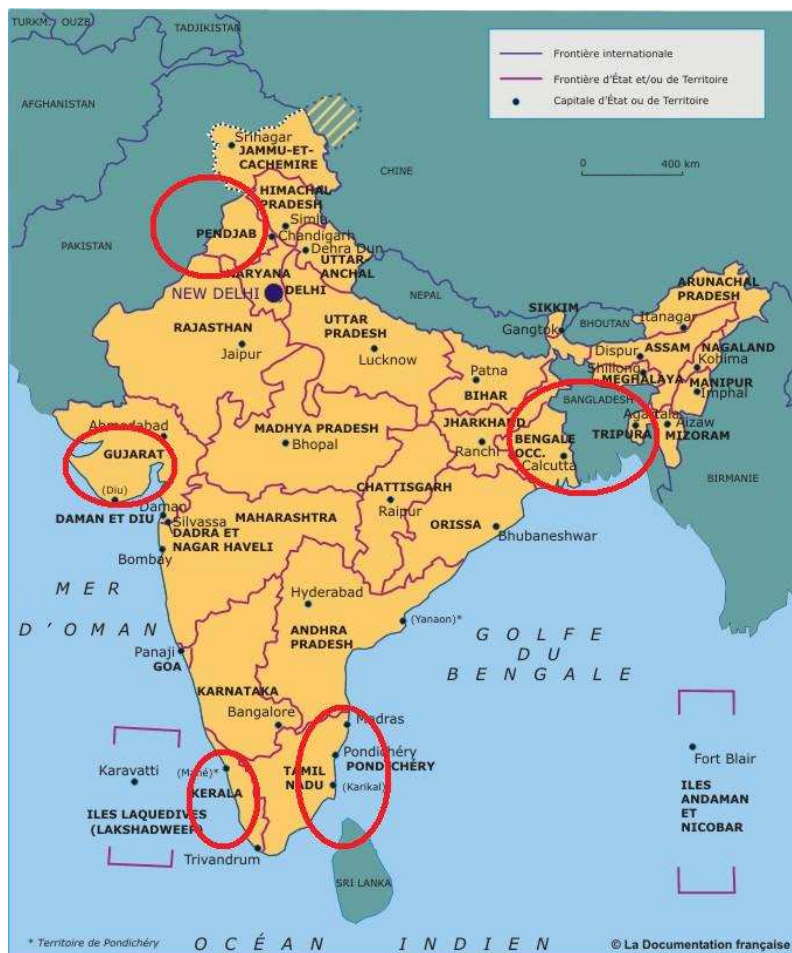 TURKM.
OUZB.
TADJIKISTAN
AFGHANISTAN
Frontière internationale
Frontière d'État et/ou de Territoire
Capitale d'État ou de Territoire
0 400 km
Srinagar
JAMMU-ET-
CACHEMIRE
CHINE
HIMACHAL
PRADESH
Simla
PENDJAB
Chandigarh
PAKISTAN
Dehra Dun
UTTAR
ANCHAL
HARYANA
NEW DELHI
DELHI
NEPAL
SIKKIM
Gangtok
BHOUTAN
ARUNACHAL
PRADESH
Itanagar
RAJASTHAN
Jaipur
UTTAR
PRADESH
Lucknow
Dispur
ASSAM
NAGALAND
Kohima
Shillong
MEGHALAYA
MANIPUR
Imphal
Patna
BIHAR
BANGLADESH
Ahmedabad
GUJARAT
MADHYA PRADESH
Bhopal
JHARKHAND
Ranchi
BENGALE
OCC.
Calcutta
Agartala
TRIPURA
Aizaw
MIZORAM
BIRMANIE
(Diu)
Daman
DAMAN ET DIU
Silvassa
DADRA ET
NAGAR HAVELI
Bombay
MAHARASHTRA
CHATTISGARH
Raipur
ORISSA
Bhubaneshwar
MER
D'OMAN
Hyderabad
ANDHRA
PRADESH
(Yanaon)*
GOLFE
DU
BENGALE
Panaji
GOA
KARNATAKA
Bangalore
Madras
Pondichéry
PONDICHÉRY
(Karikal)
TAMIL
NADU
(Mahé)*
KERALA
Karavatti
ILES LAQUEDIVES
(LAKSHADWEEP)
Trivandrum
SRI LANKA
Fort Blair
ILES
ANDAMAN
ET
NICOBAR
* Territoire de Pondichéry
OCÉAN INDIEN
© La Documentation française